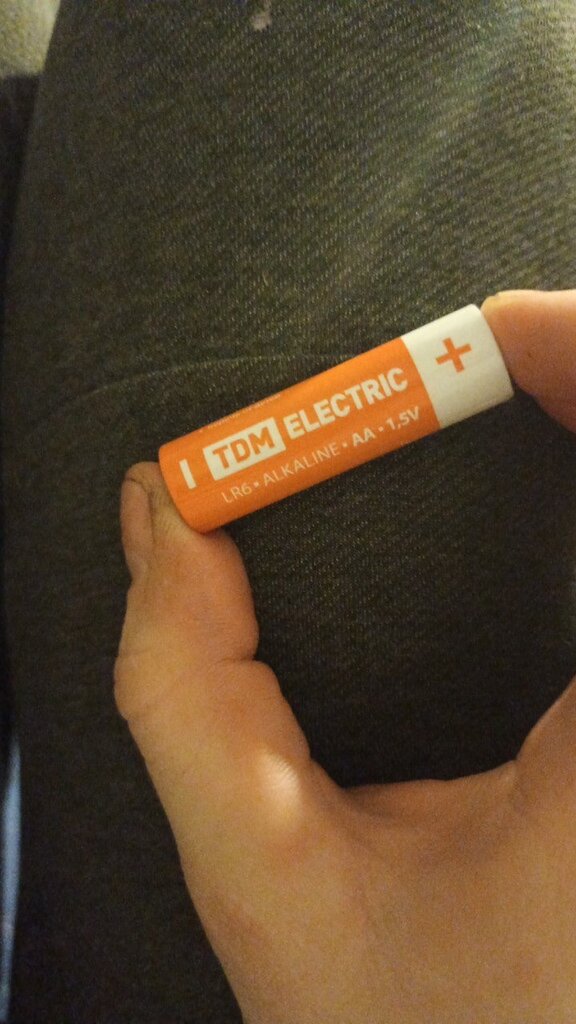 TDM ELECTRIC
LR6 • ALKALINE • AA • 1,5V